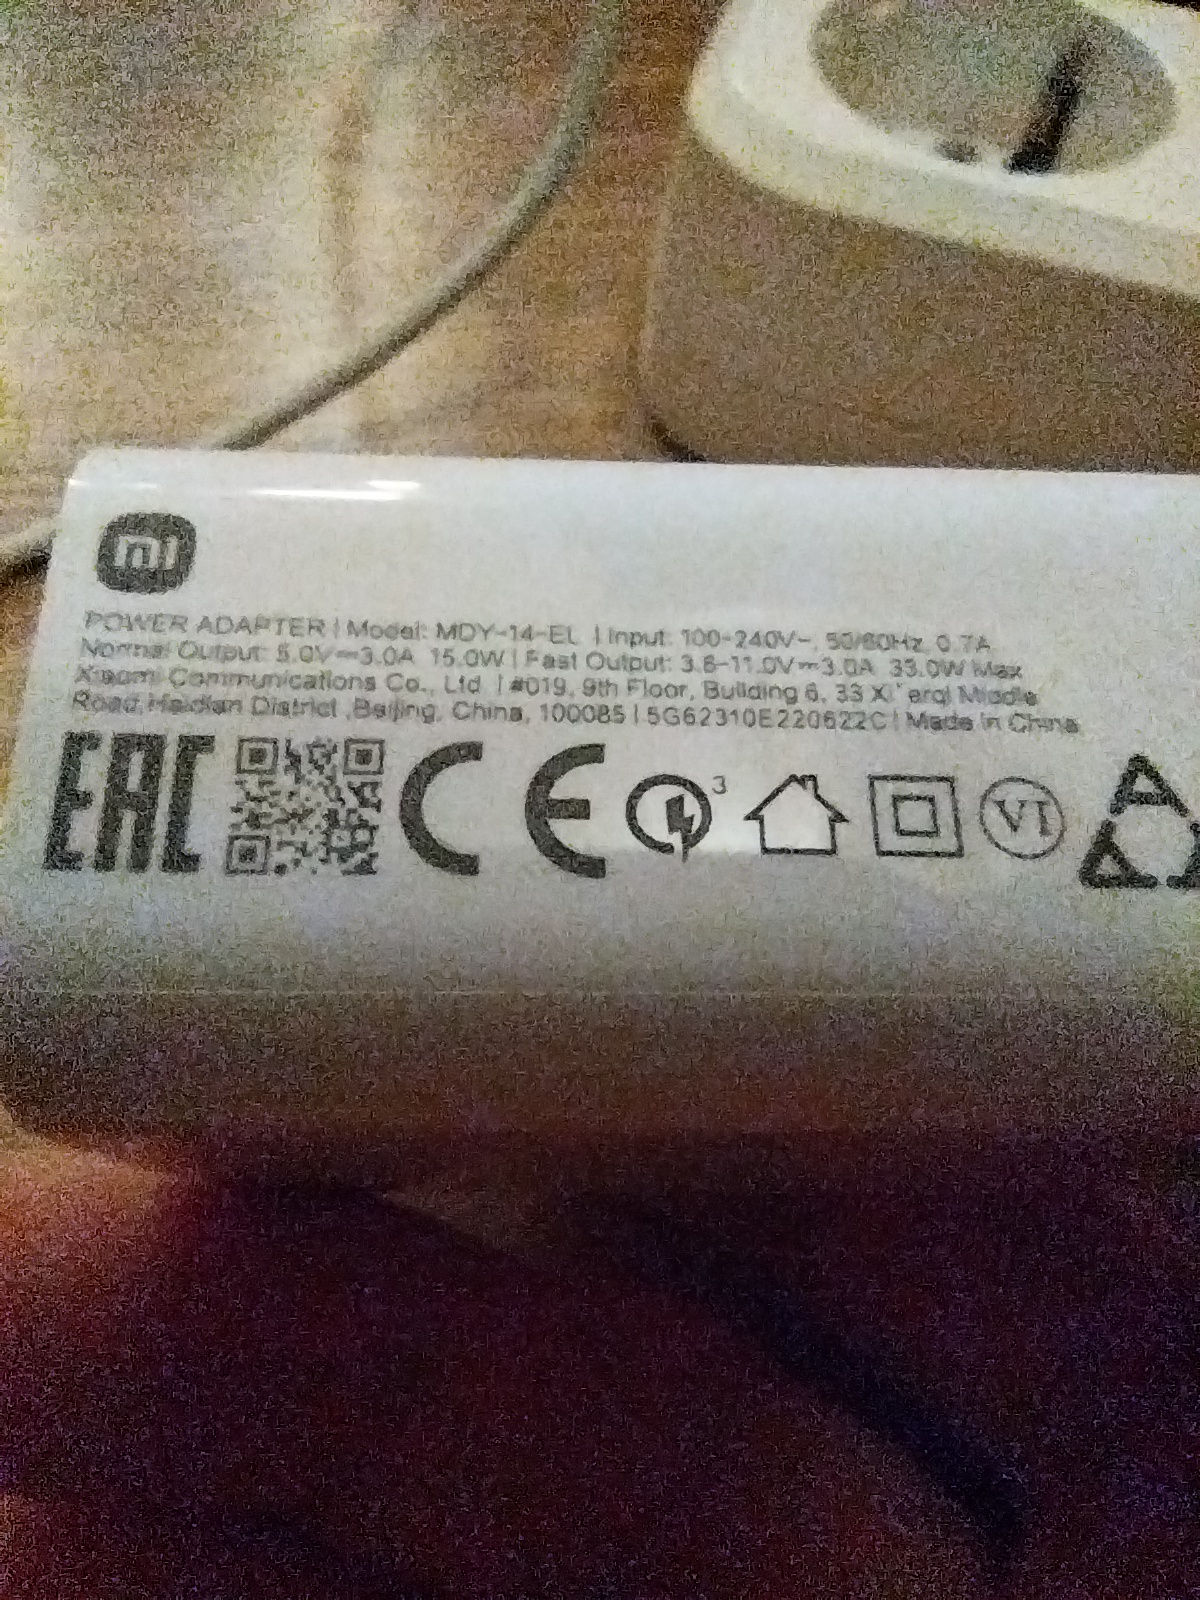 mi
POWER ADAPTER | Model: MDY-14-EL | Input: 100-240V~, 50/60Hz, 0.7A
Normal Output: 5.0V⎓3.0A 15.0W | Fast Output: 3.6-11.0V⎓3.0A 33.0W Max
Xiaomi Communications Co., Ltd. | #019, 9th Floor, Building 6, 33 Xi'erqi Middle
Road, Haidian District, Beijing, China, 100085 | 5G62310E220622C | Made in China
EAC CE 3 VI